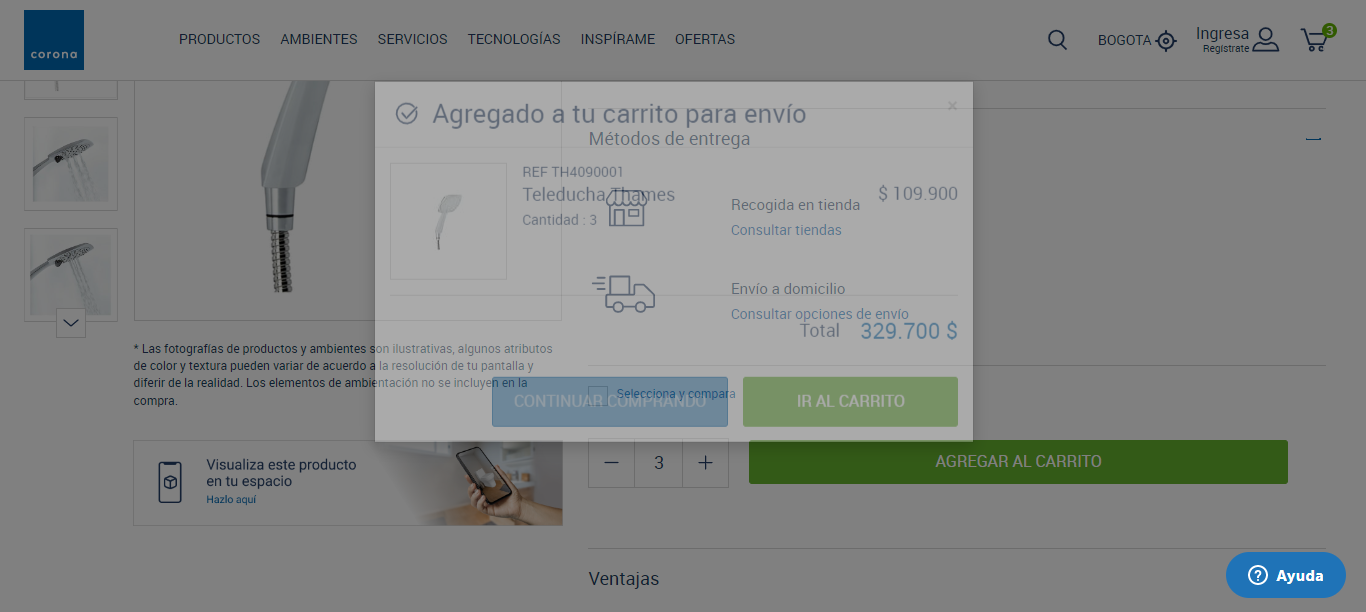 corona
PRODUCTOS AMBIENTES SERVICIOS TECNOLOGÍAS INSPÍRAME OFERTAS
BOGOTA
Ingresa
Regístrate
3
Agregado a tu carrito para envío
×
Métodos de entrega
REF TH4090001
Teleducha Thames
$ 109.900
Cantidad : 3
Recogida en tienda
Consultar tiendas
Envío a domicilio
Consultar opciones de envío
Total 329.700 $
* Las fotografías de productos y ambientes son ilustrativas, algunos atributos
de color y textura pueden variar de acuerdo a la resolución de tu pantalla y
diferir de la realidad. Los elementos de ambientación no se incluyen en la
compra.
Selecciona y compara
CONTINUAR COMPRANDO
IR AL CARRITO
Visualiza este producto
en tu espacio
Hazlo aquí
— 3 +
AGREGAR AL CARRITO
Ventajas
? Ayuda